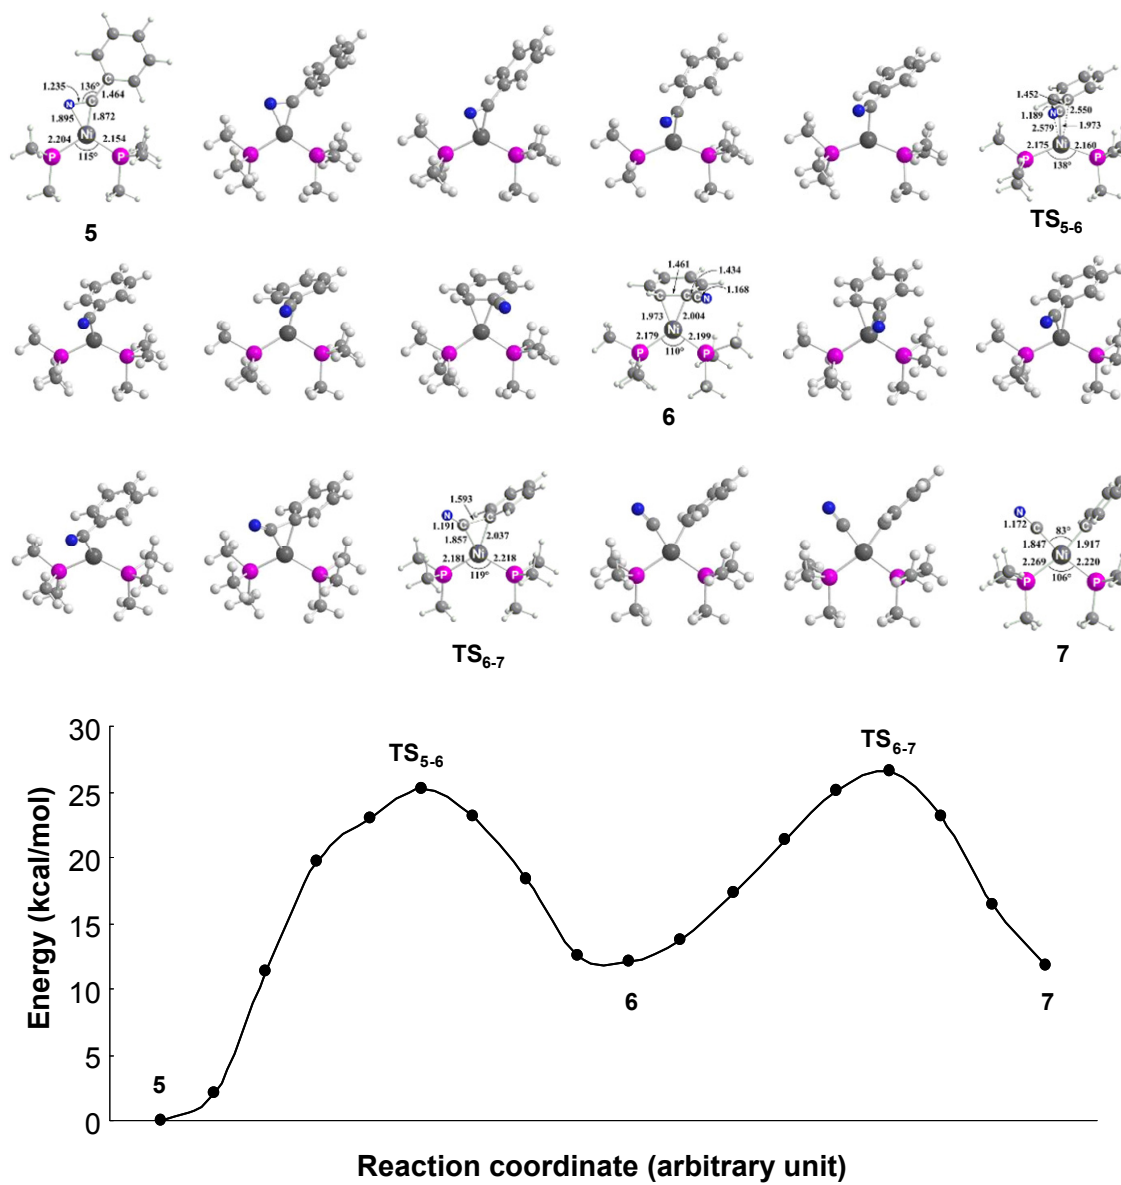 1.235
136°
C
C
1.464
N
1.895
1.872
Ni
2.204
2.154
P
P
115°
5
1.452
C
2.550
1.189
N
C
2.579
1.973
Ni
2.175
2.160
P
P
138°
TS5-6
1.461
1.434
1.168
C
C
C
N
1.973
2.004
Ni
2.179
2.199
P
P
110°
6
1.593
N
1.191
C
C
2.037
1.857
Ni
2.181
2.218
P
P
119°
TS6-7
N
1.172
C
83°
C
1.847
1.917
Ni
2.269
2.220
P
P
106°
7
30
25
20
15
10
5
0
Energy (kcal/mol)
5
TS5-6
6
TS6-7
7
Reaction coordinate (arbitrary unit)